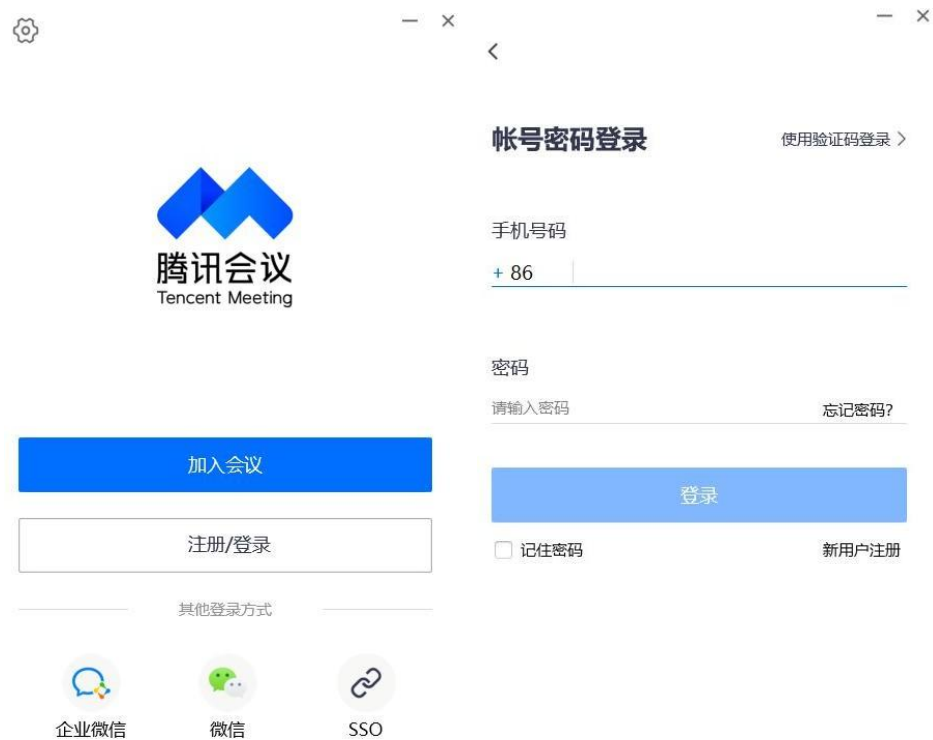 腾讯会议
Tencent Meeting
加入会议
注册/登录
其他登录方式
企业微信
微信
SSO
帐号密码登录
使用验证码登录
手机号码
+ 86
密码
请输入密码
忘记密码?
登录
记住密码
新用户注册